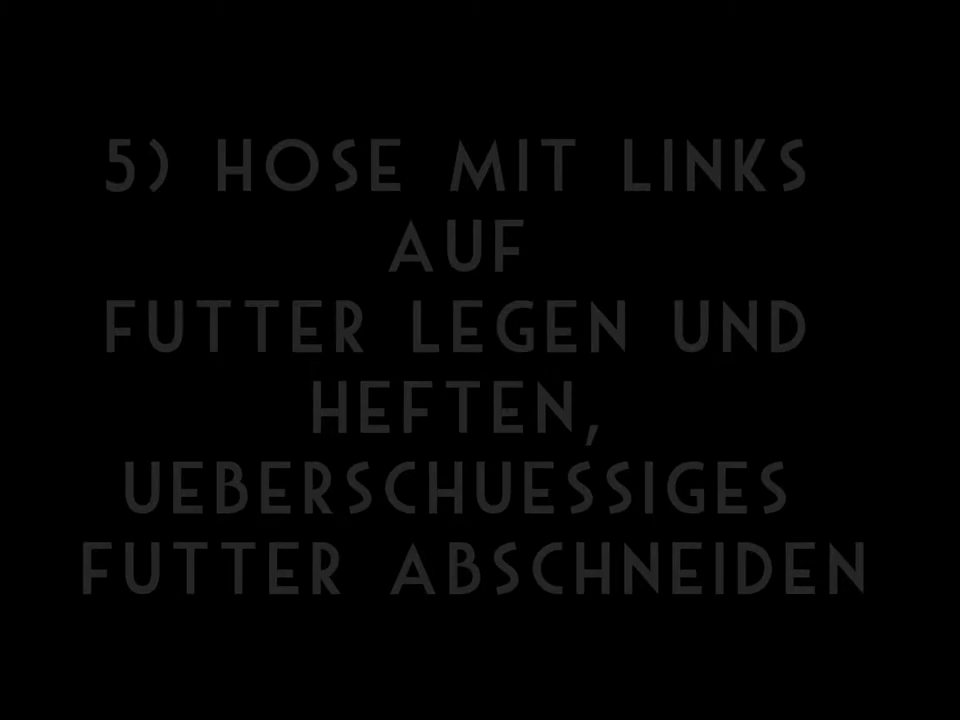 5) HOSE MIT LINKS
AUF
FUTTER LEGEN UND
HEFTEN,
UEBERSCHUESSIGES
FUTTER ABSCHNEIDEN